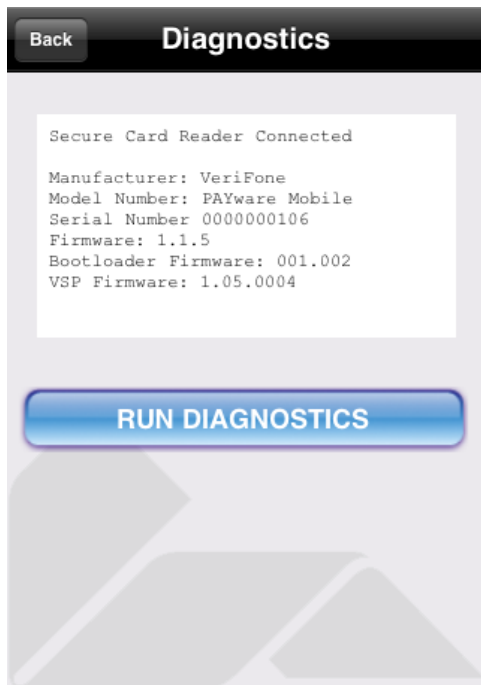 Back
Diagnostics
Secure Card Reader Connected
Manufacturer: VeriFone
Model Number: PAYware Mobile
Serial Number 0000000106
Firmware: 1.1.5
Bootloader Firmware: 001.002
VSP Firmware: 1.05.0004
RUN DIAGNOSTICS